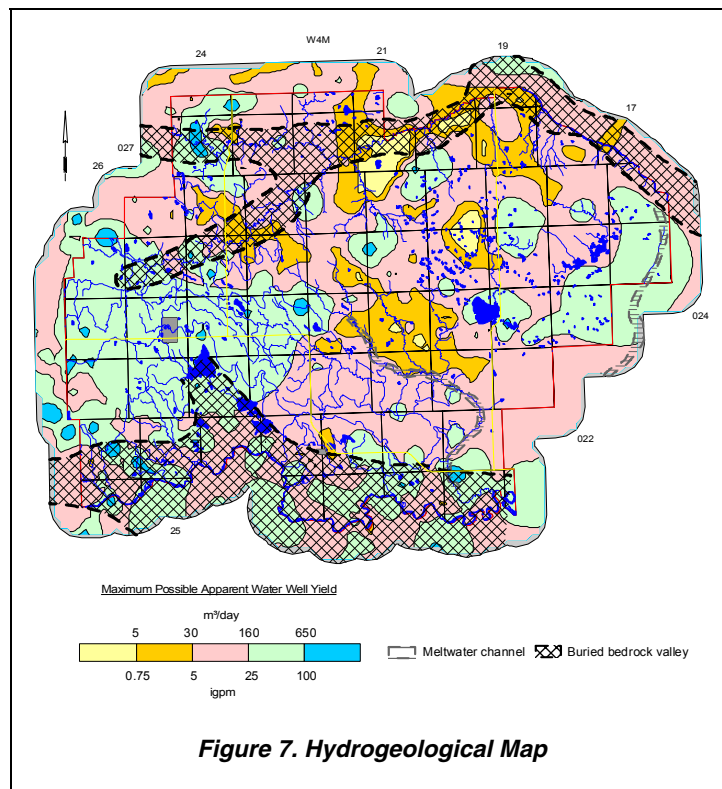 W4M
24
21
19
17
027
26
024
022
25
Maximum Possible Apparent Water Well Yield
m³/day
5 30 160 650
0.75 5 25 100
igpm
Meltwater channel
Buried bedrock valley
Figure 7. Hydrogeological Map